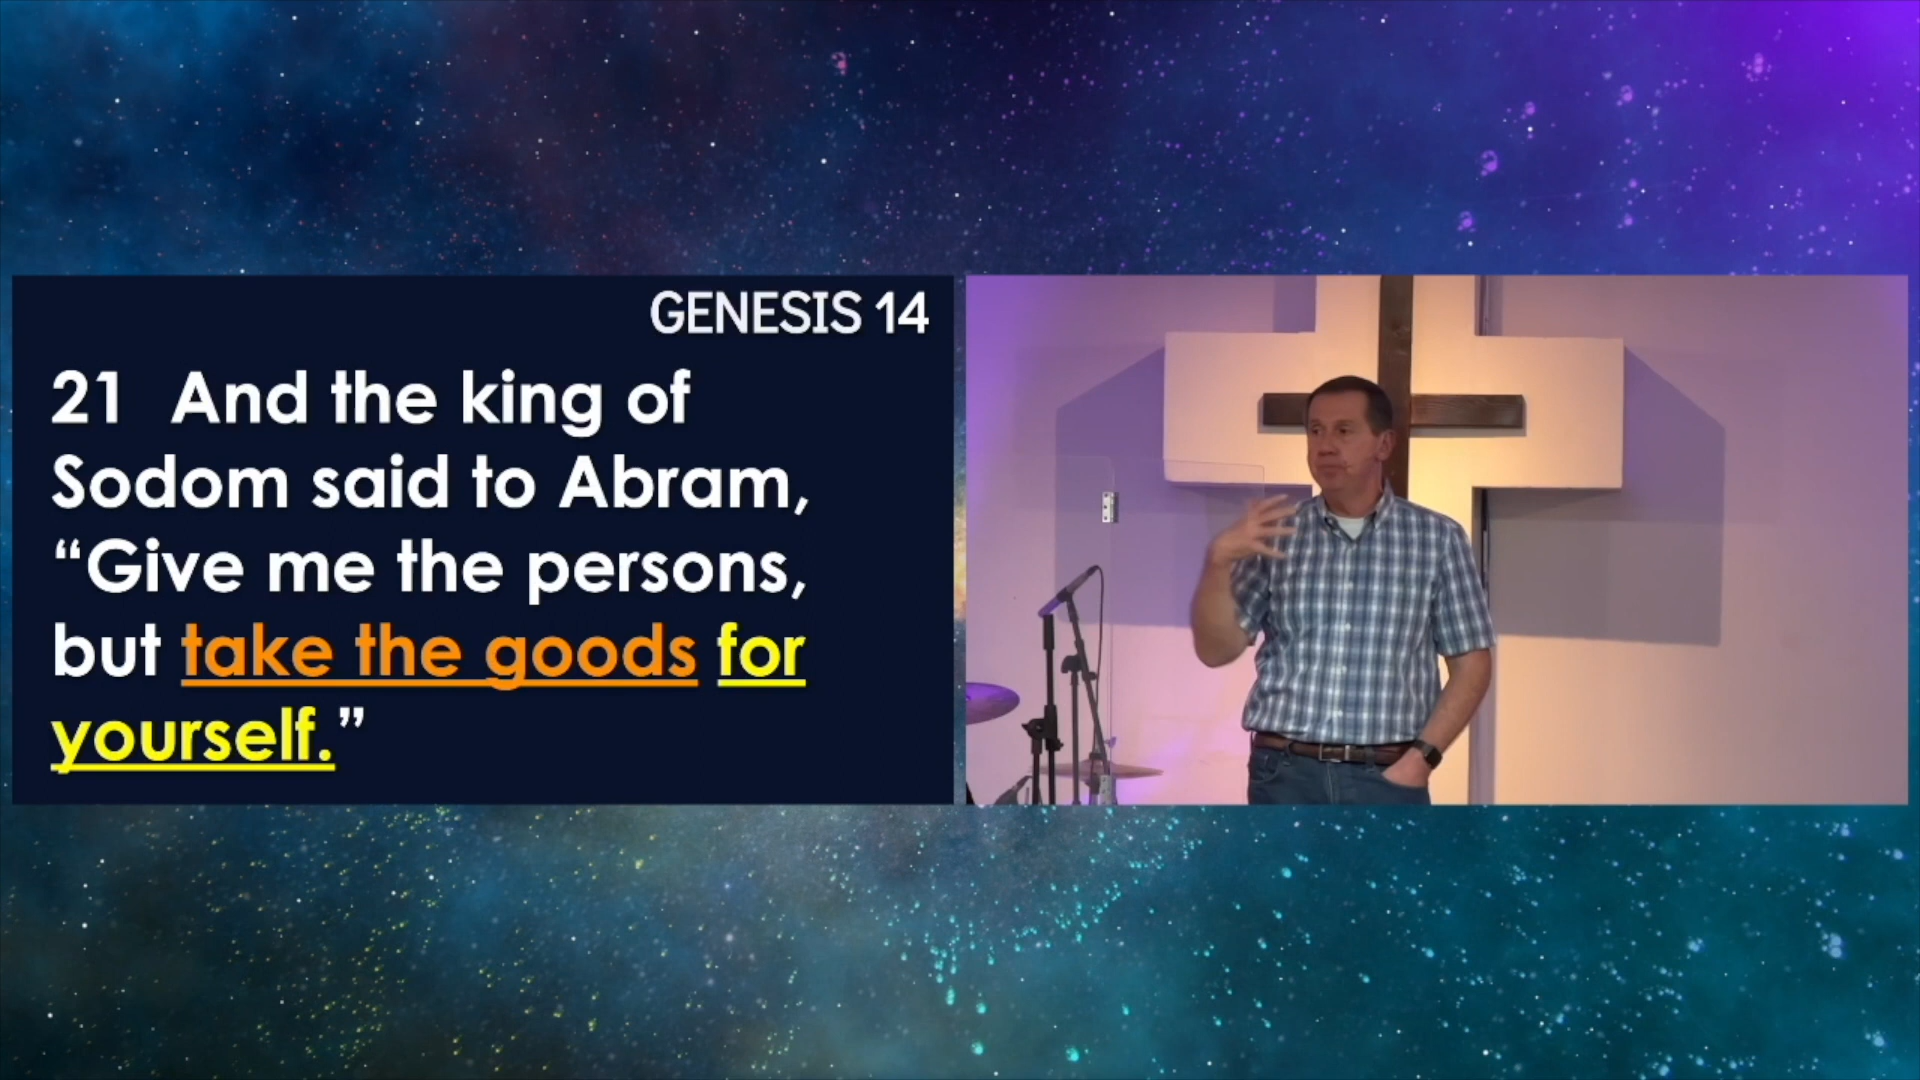 GENESIS 14
21 And the king of
Sodom said to Abram,
“Give me the persons,
but take the goods for
yourself.”